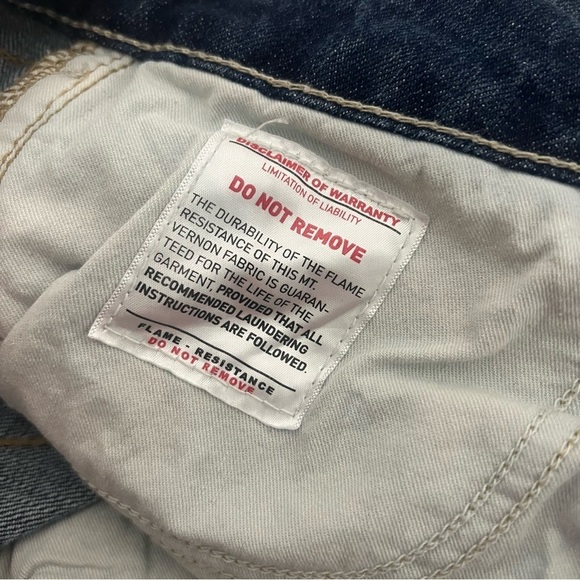 DISCLAIMER OF WARRANTY
LIMITATION OF LIABILITY
DO NOT REMOVE
THE DURABILITY OF THE FLAME
RESISTANCE OF THIS MT.
VERNON FABRIC IS GUARAN-
TEED FOR THE LIFE OF THE
GARMENT, PROVIDED THAT ALL
RECOMMENDED LAUNDERING
INSTRUCTIONS ARE FOLLOWED.
FLAME - RESISTANCE
DO NOT REMOVE